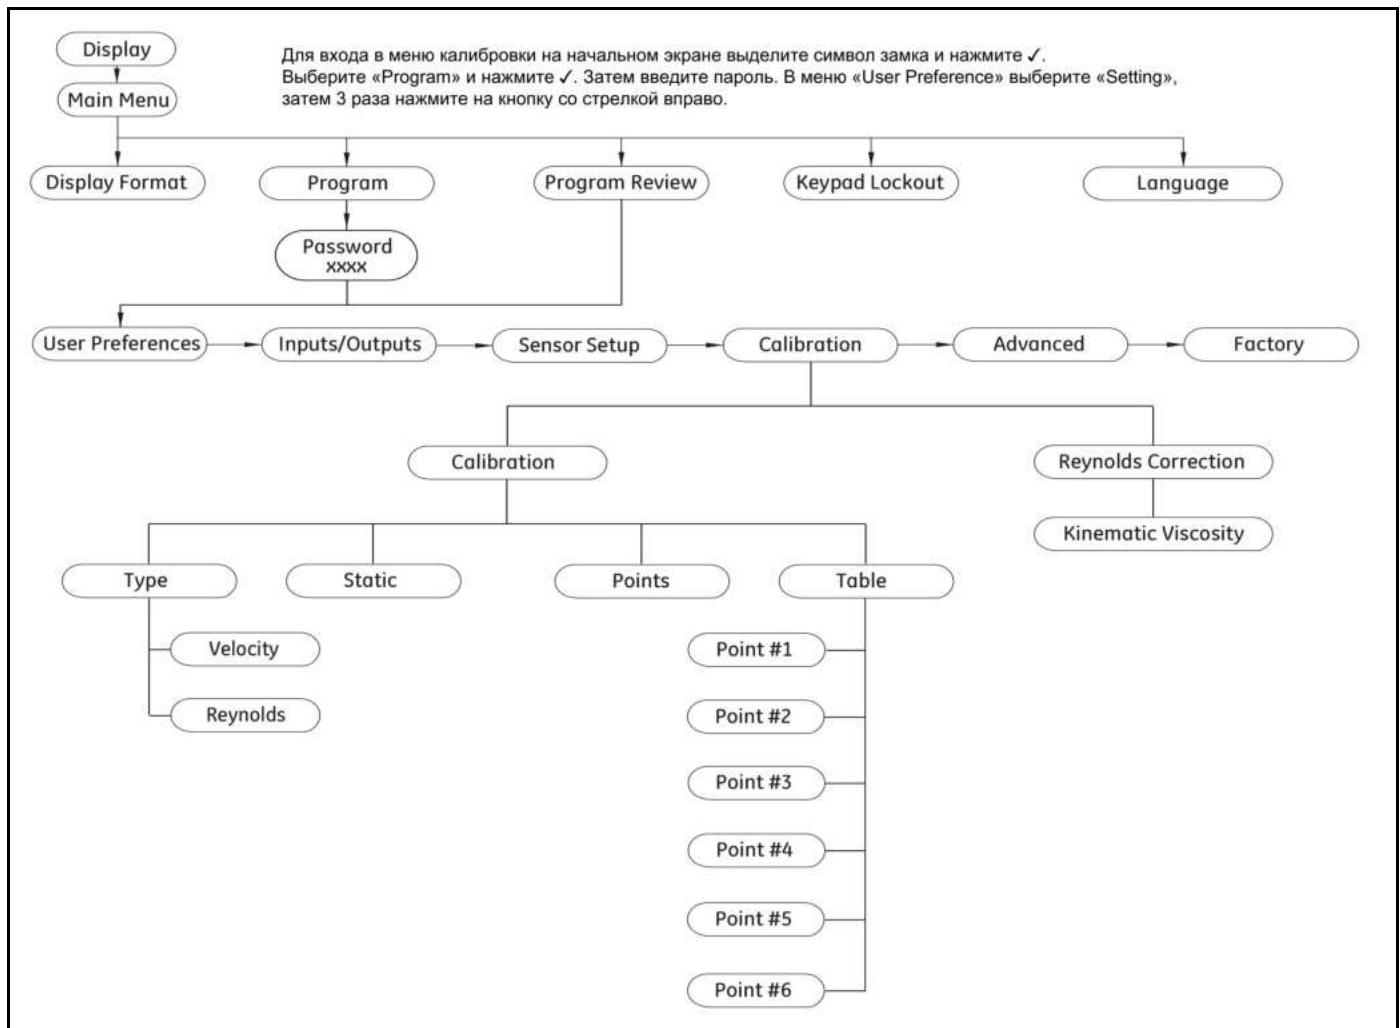 Display
Для входа в меню калибровки на начальном экране выделите символ замка и нажмите ✓.
Выберите «Program» и нажмите ✓. Затем введите пароль. В меню «User Preference» выберите «Setting»,
затем 3 раза нажмите на кнопку со стрелкой вправо.
Main Menu
Display Format
Program
Program Review
Keypad Lockout
Language
Password
xxxx
User Preferences
Inputs/Outputs
Sensor Setup
Calibration
Advanced
Factory
Calibration
Reynolds Correction
Kinematic Viscosity
Type
Static
Points
Table
Velocity
Reynolds
Point #1
Point #2
Point #3
Point #4
Point #5
Point #6